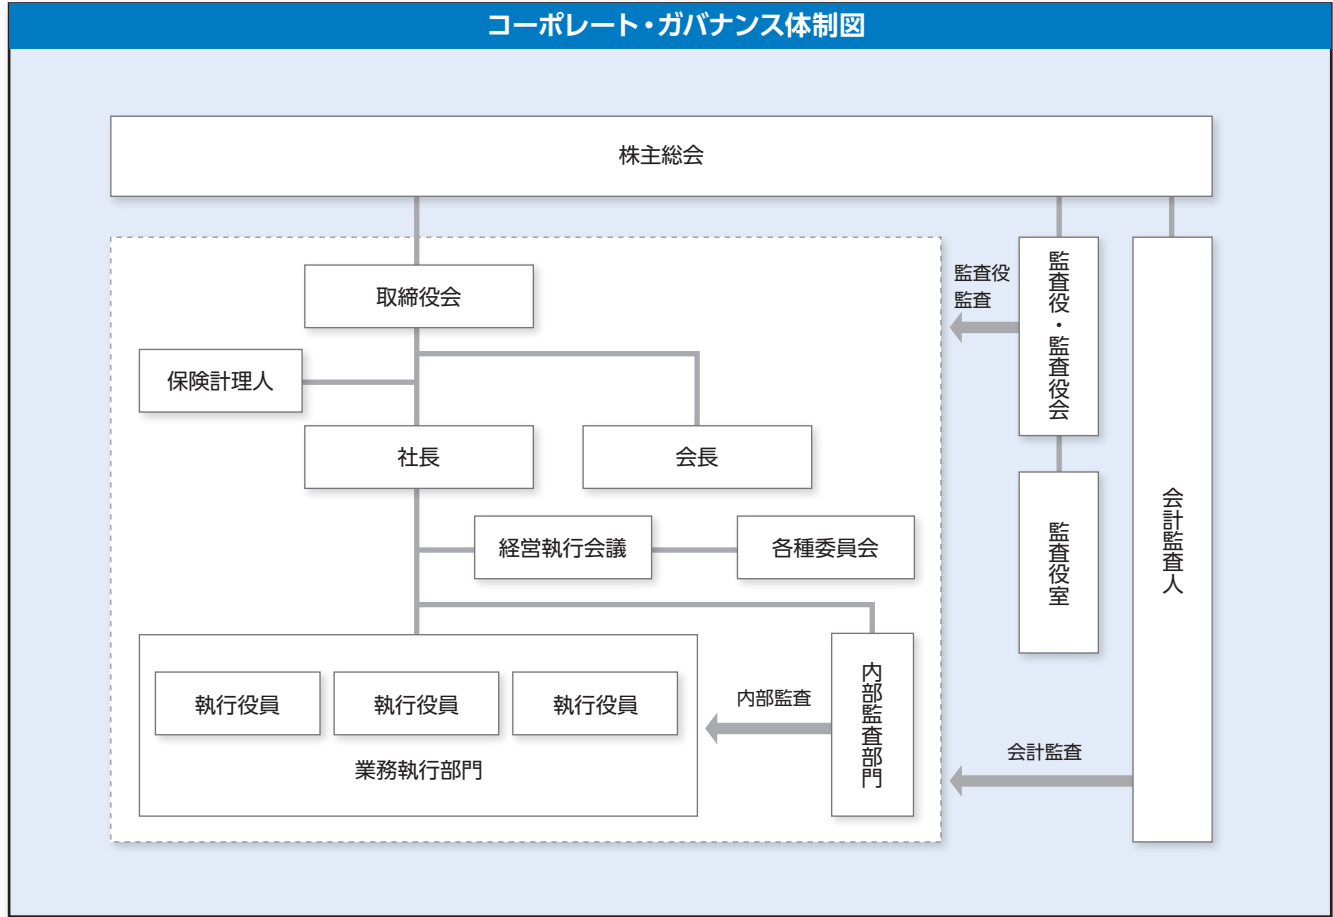 コーポレート・ガバナンス体制図
株主総会
取締役会
保険計理人
社長
会長
経営執行会議
各種委員会
執行役員
執行役員
執行役員
業務執行部門
内部監査
内部監査部門
監査役
監査
監査役・監査役会
監査役室
会計監査人
会計監査